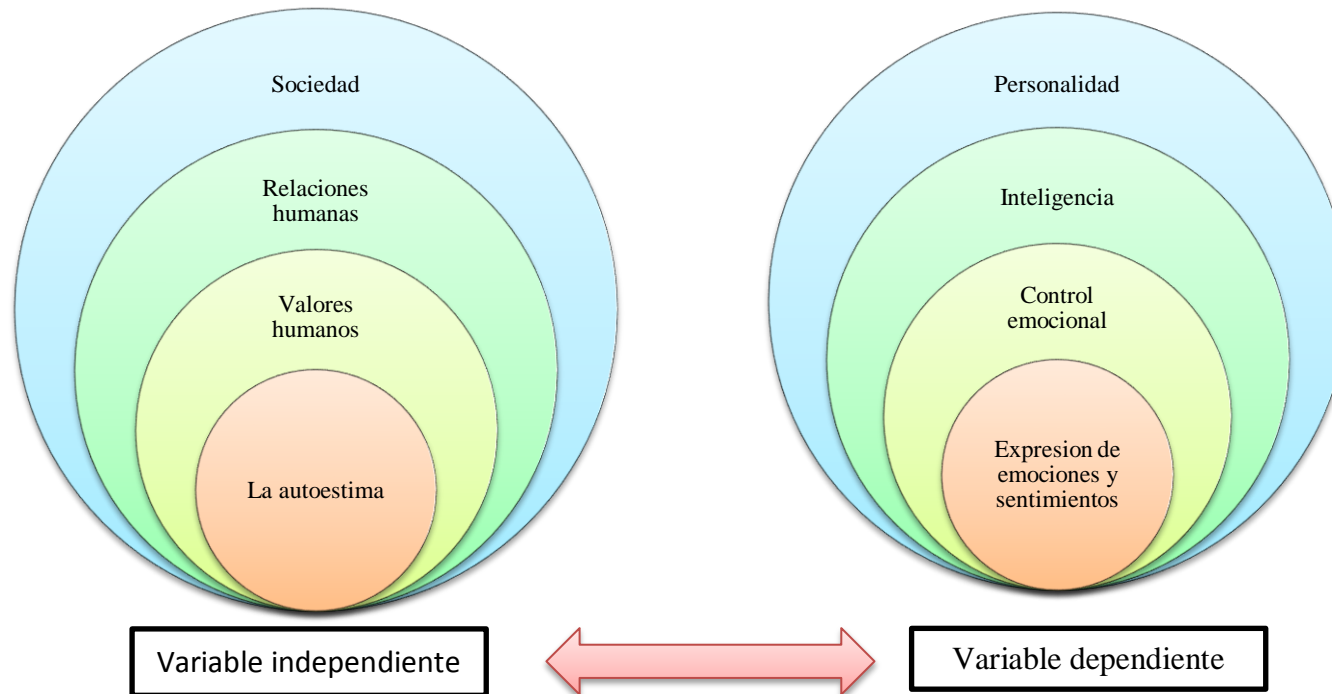 Sociedad
Relaciones
humanas
Valores
humanos
La autoestima
Variable independiente
Personalidad
Inteligencia
Control
emocional
Expresion de
emociones y
sentimientos
Variable dependiente